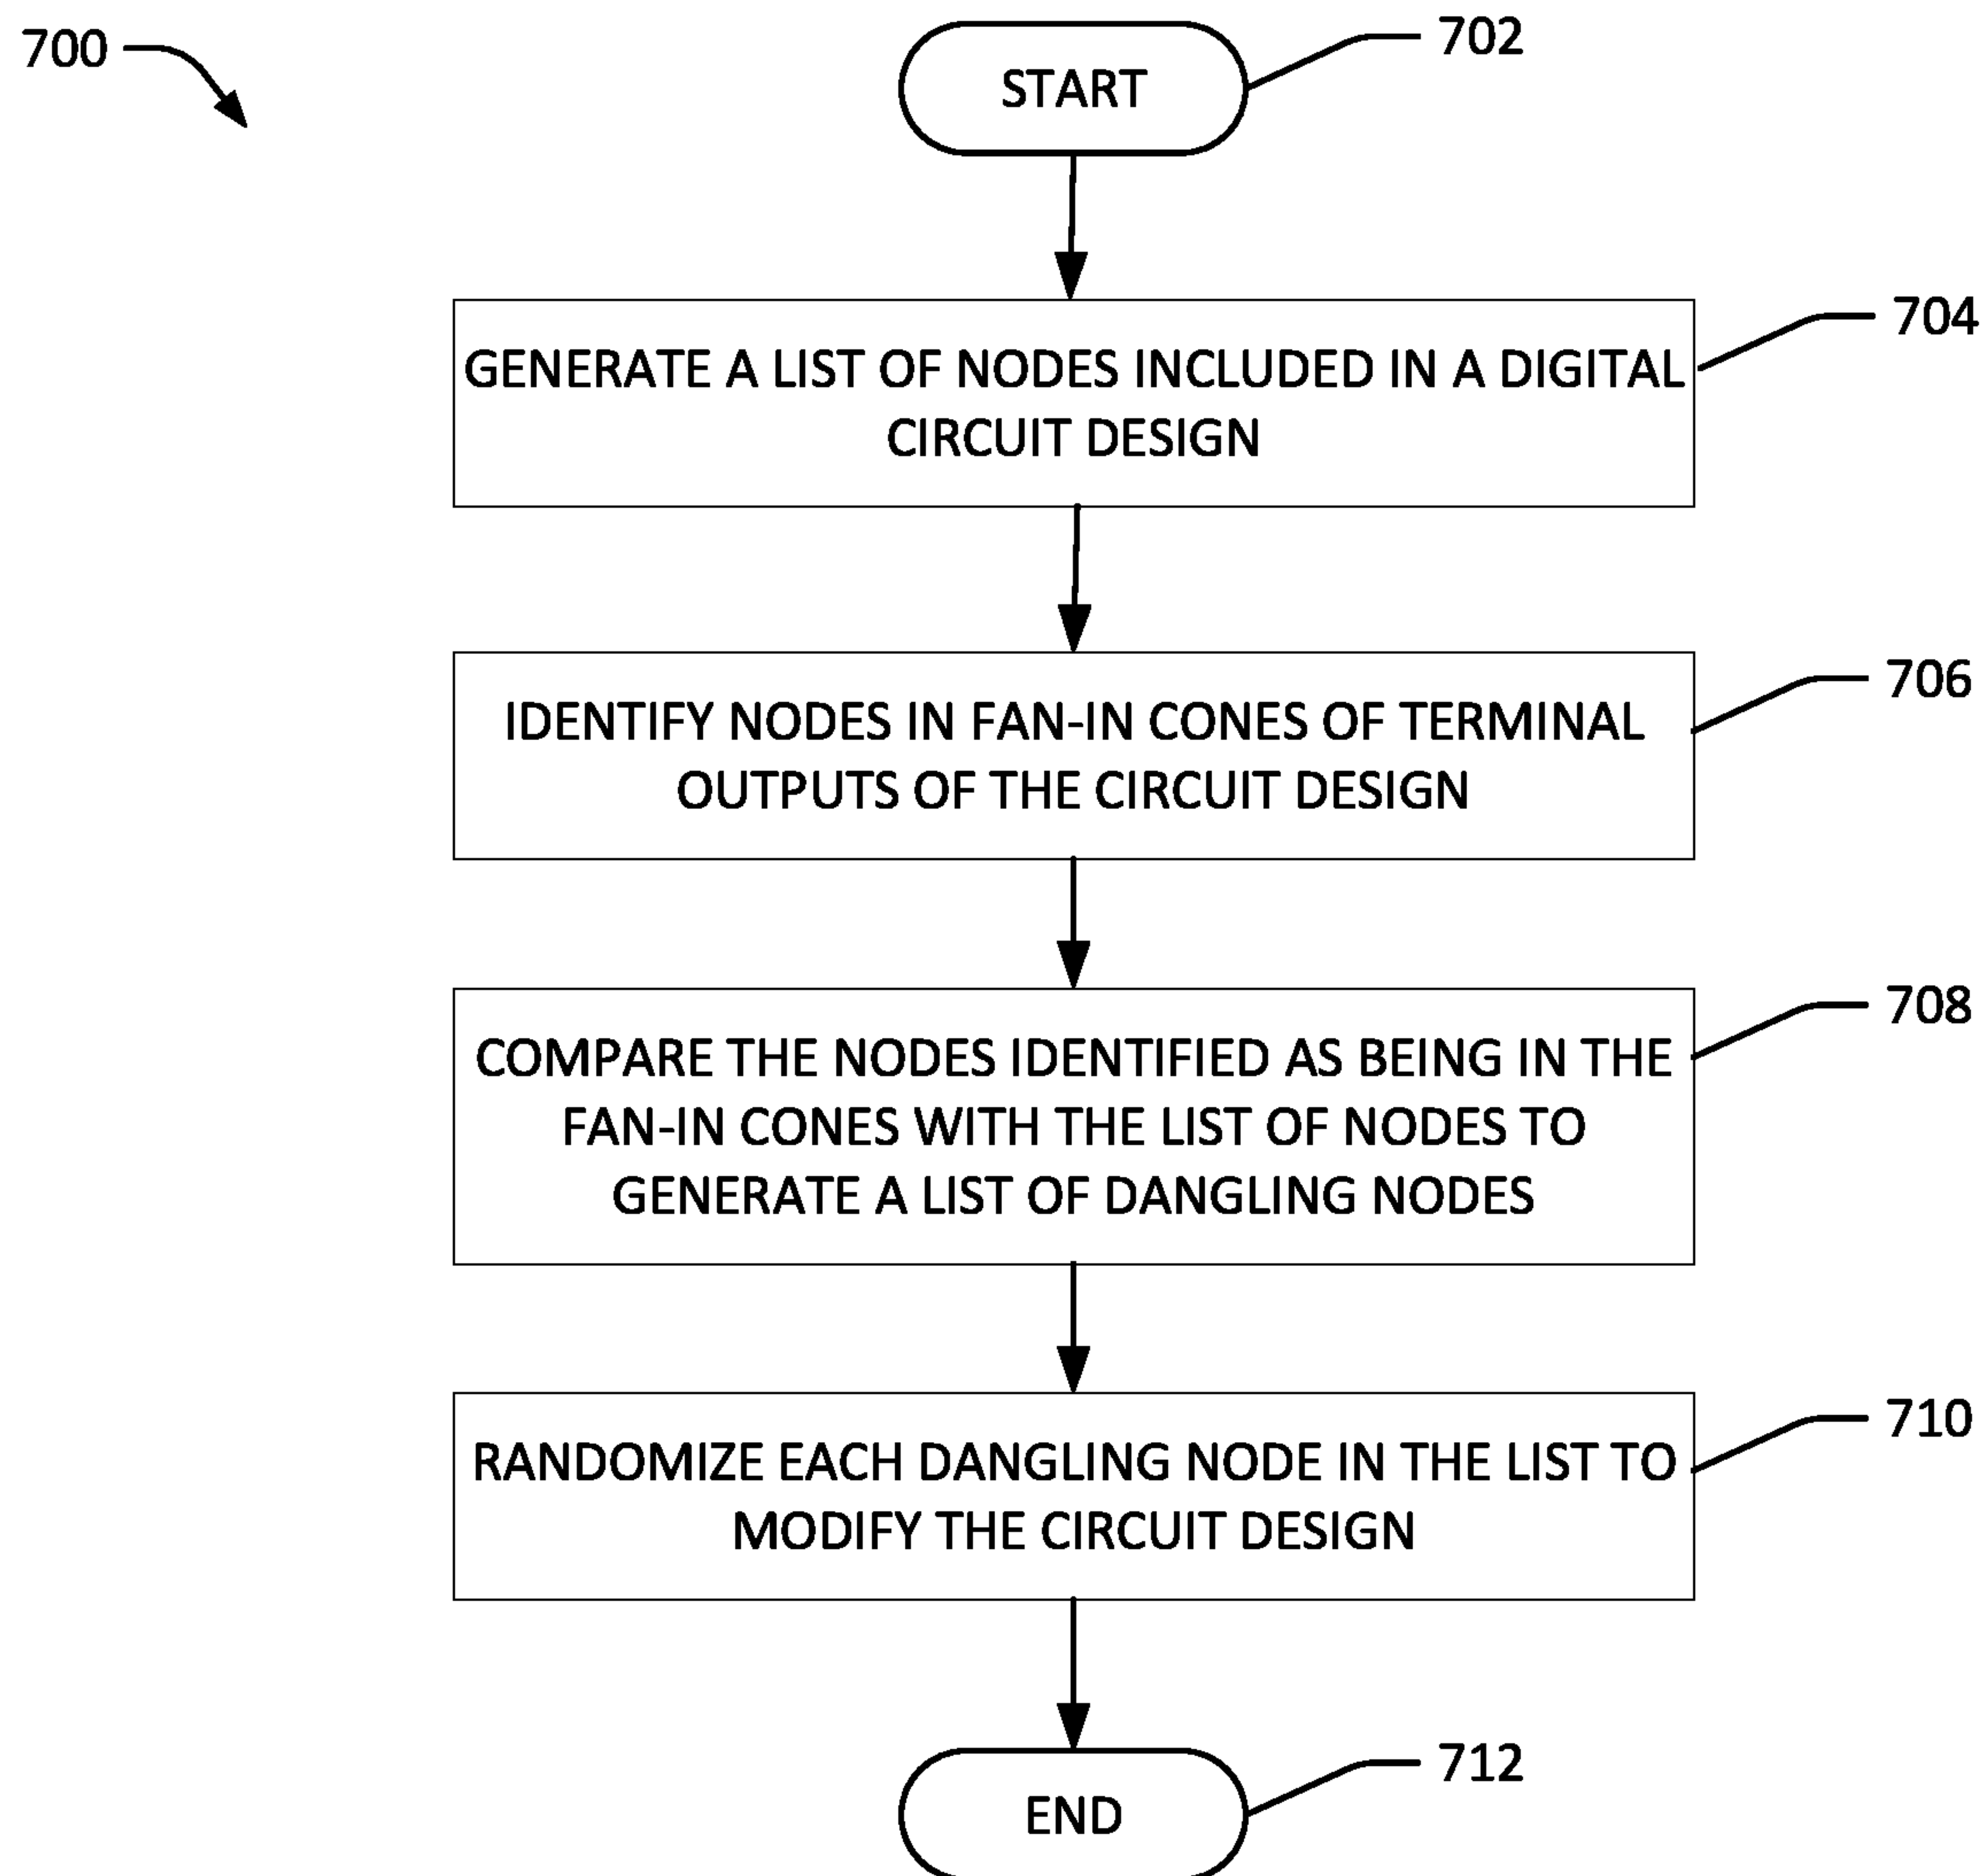 700
START
702
GENERATE A LIST OF NODES INCLUDED IN A DIGITAL
CIRCUIT DESIGN
704
IDENTIFY NODES IN FAN-IN CONES OF TERMINAL
OUTPUTS OF THE CIRCUIT DESIGN
706
COMPARE THE NODES IDENTIFIED AS BEING IN THE
FAN-IN CONES WITH THE LIST OF NODES TO
GENERATE A LIST OF DANGLING NODES
708
RANDOMIZE EACH DANGLING NODE IN THE LIST TO
MODIFY THE CIRCUIT DESIGN
710
END
712